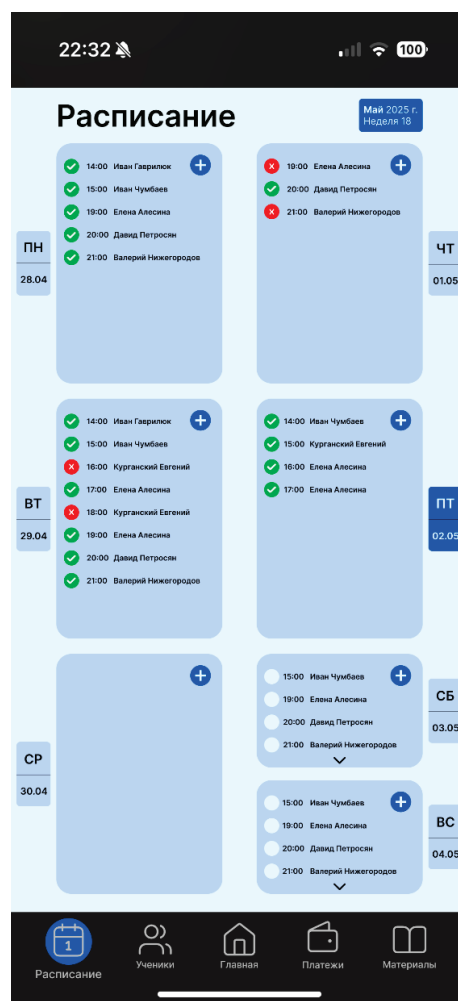 22:32
100
Расписание
Май 2025 г.
Неделя 18
ПН
28.04
14:00 Иван Гаврилюк
15:00 Иван Чумбаев
19:00 Елена Алесина
20:00 Давид Петросян
21:00 Валерий Нижегородов
ВТ
29.04
14:00 Иван Гаврилюк
15:00 Иван Чумбаев
16:00 Курганский Евгений
17:00 Елена Алесина
18:00 Курганский Евгений
19:00 Елена Алесина
20:00 Давид Петросян
21:00 Валерий Нижегородов
СР
30.04
19:00 Елена Алесина
20:00 Давид Петросян
21:00 Валерий Нижегородов
ЧТ
01.05
14:00 Иван Чумбаев
15:00 Курганский Евгений
16:00 Елена Алесина
17:00 Елена Алесина
ПТ
02.05
15:00 Иван Чумбаев
19:00 Елена Алесина
20:00 Давид Петросян
21:00 Валерий Нижегородов
СБ
03.05
15:00 Иван Чумбаев
19:00 Елена Алесина
20:00 Давид Петросян
21:00 Валерий Нижегородов
ВС
04.05
1
Расписание
Ученики
Главная
Платежи
Материалы